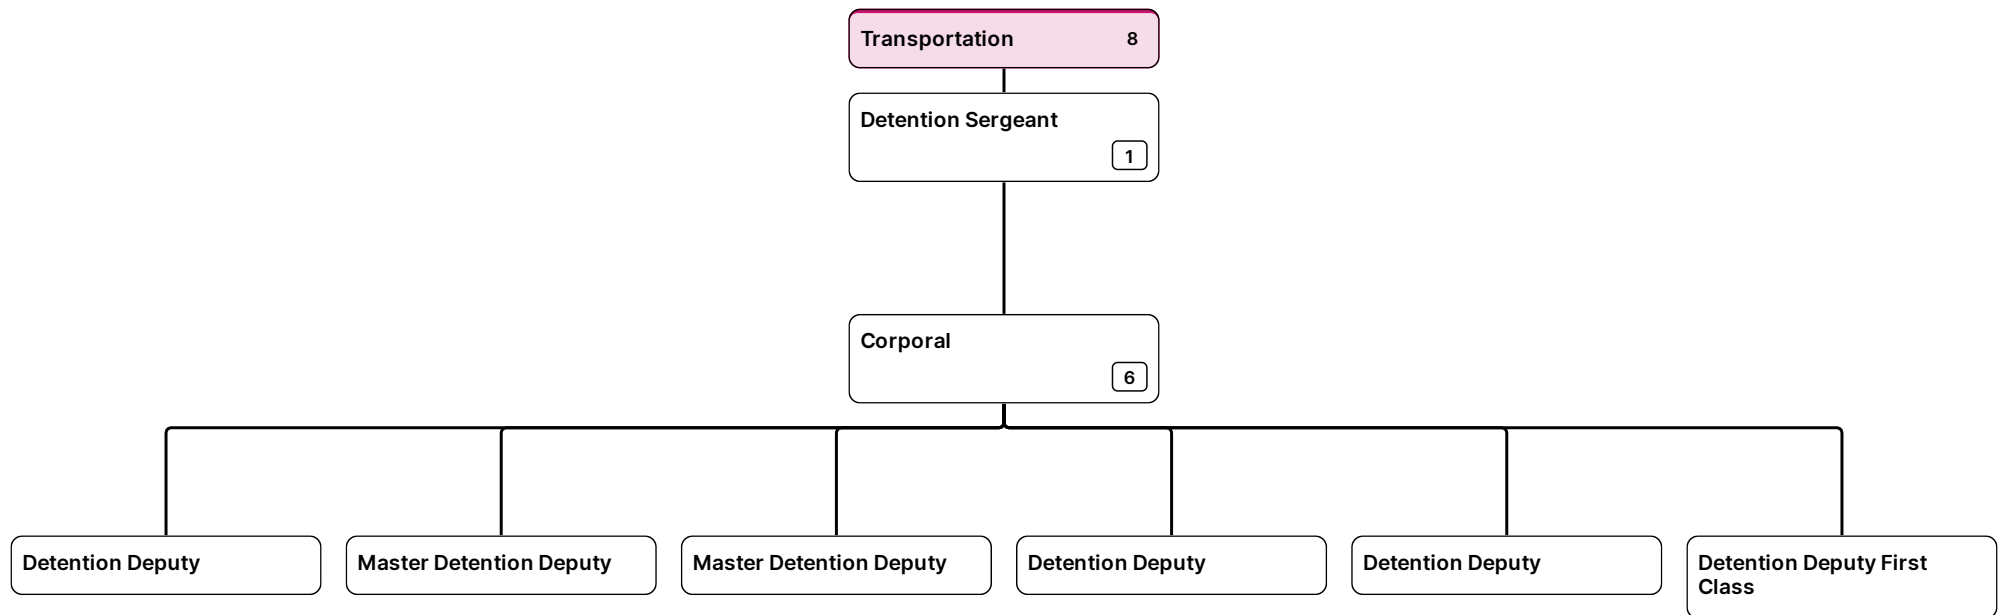 Transportation 8
Detention Sergeant
1
Corporal
6
Detention Deputy
Master Detention Deputy
Master Detention Deputy
Detention Deputy
Detention Deputy
Detention Deputy First
Class